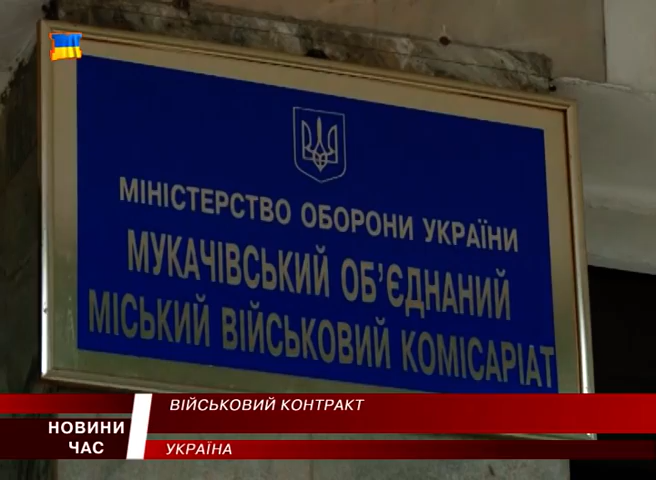 МІНІСТЕРСТВО ОБОРОНИ УКРАЇНИ
МУКАЧІВСЬКИЙ ОБ'ЄДНАНИЙ
МІСЬКИЙ ВІЙСЬКОВИЙ КОМІСАРІАТ
ВІЙСЬКОВИЙ КОНТРАКТ
НОВИНИ
ЧАС
УКРАЇНА